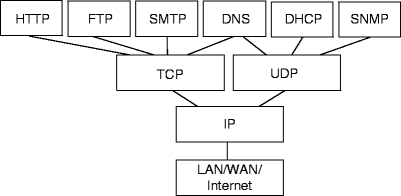 HTTP
FTP
SMTP
DNS
DHCP
SNMP
TCP
UDP
IP
LAN/WAN/
Internet